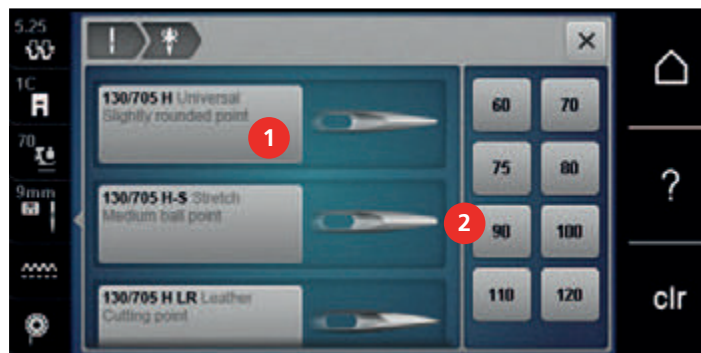 5.25
1C
70
9mm
130/705 H Universal
Slightly rounded point
1
130/705 H-S Stretch
Medium ball point
2
130/705 H LR Leather
Cutting point
60
70
75
80
90
100
110
120
?
clr